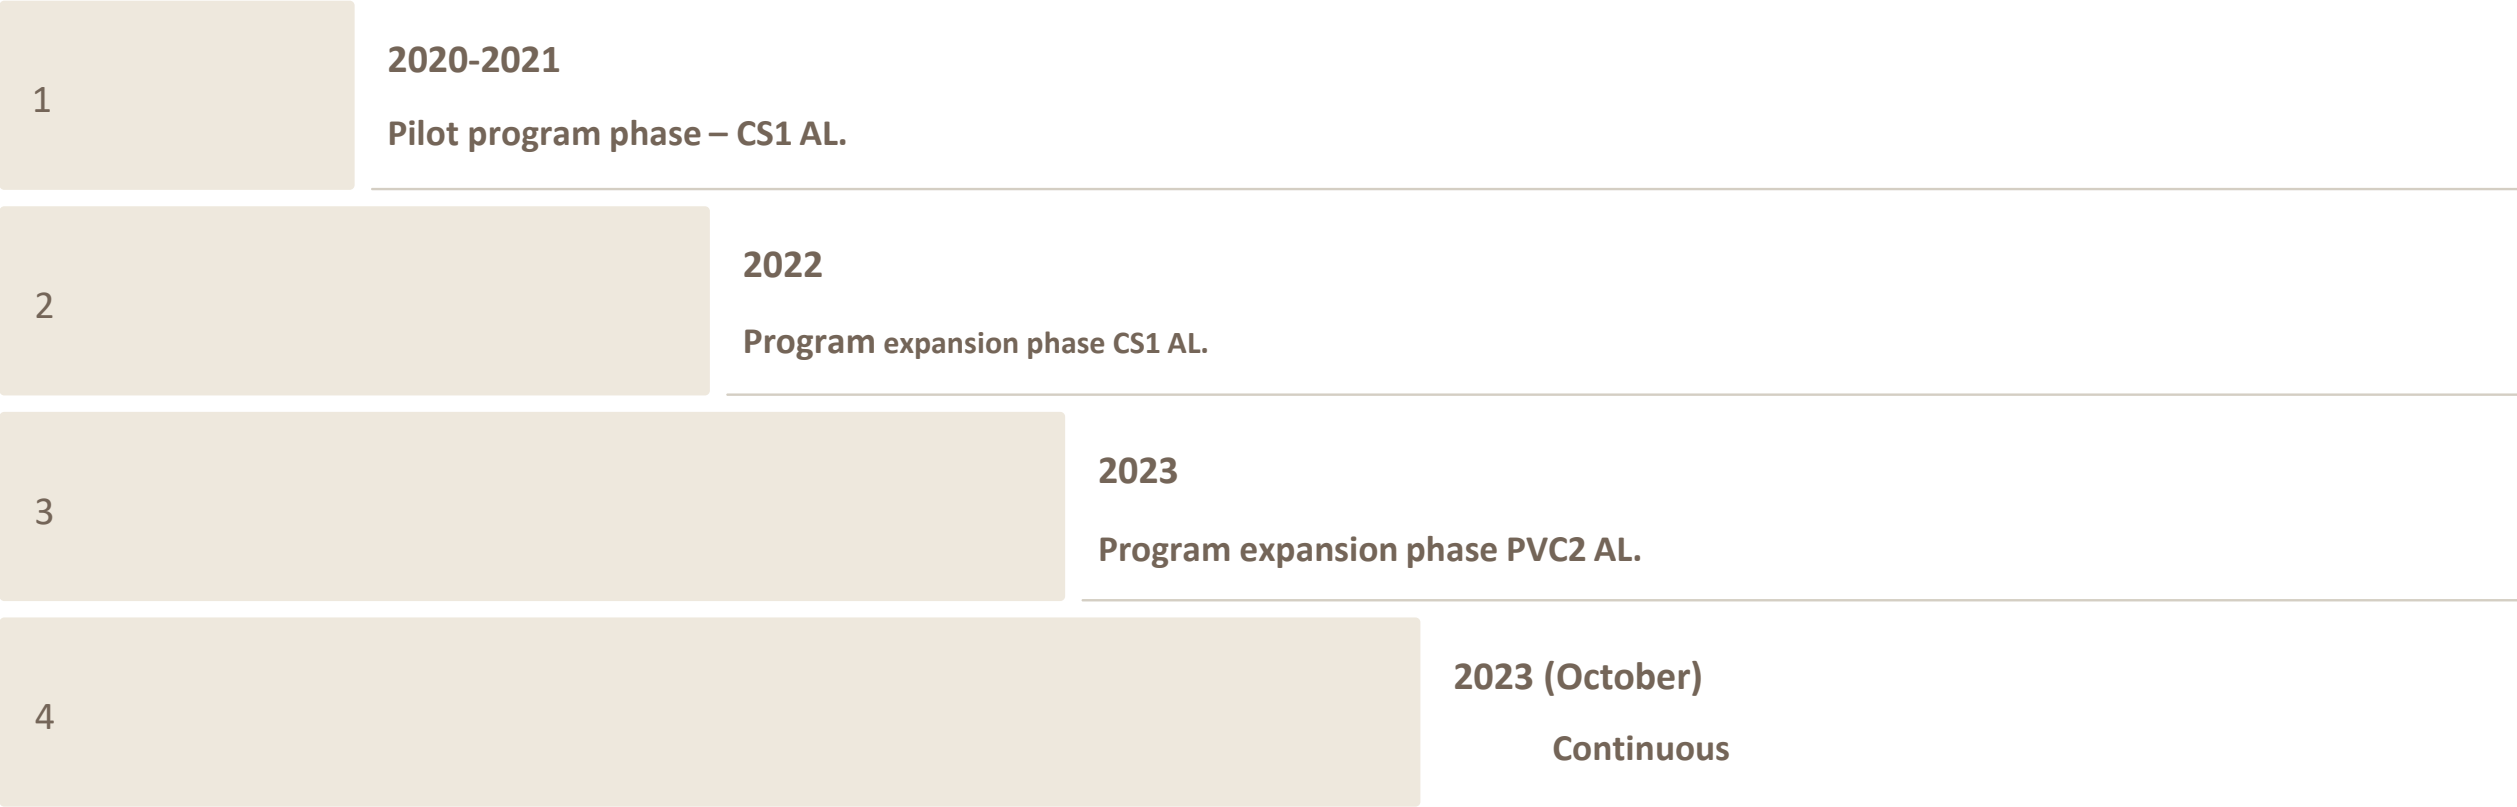 1
2020-2021
Pilot program phase – CS1 AL.
2
2022
Program expansion phase CS1 AL.
3
2023
Program expansion phase PVC2 AL.
4
2023 (October)
Continuous